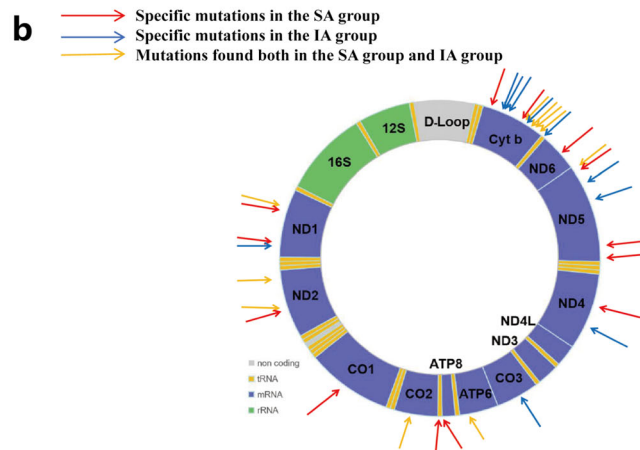 b
Specific mutations in the SA group
Specific mutations in the IA group
Mutations found both in the SA group and IA group
D-Loop
12S
Cyt b
16S
ND6
ND1
ND5
ND2
ND4
ND4L
ND3
non coding
tRNA
mRNA
rRNA
CO1
CO2
ATP8
ATP6
CO3